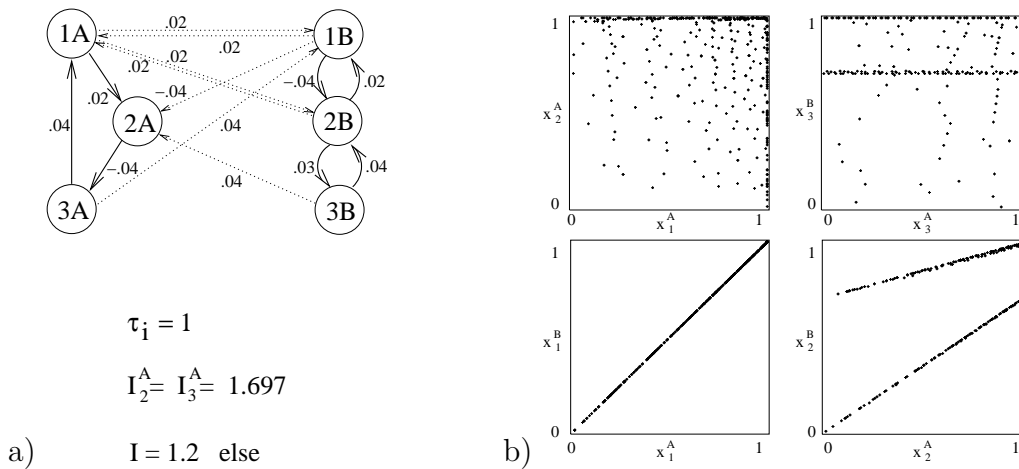 1A
.02
.02
1B
.02
.02
.02
−.04
.02
−.04
2A
2B
.04
.04
−.04
.04
.03
.04
3A
3B
τi = 1
I2A = I3A = 1.697
a) I = 1.2 else
1
x2A
0
0 x1A 1
1
x3B
0
0 x3A 1
1
x1B
0
b) 0 x1A 1
1
x2B
0
0 x2A 1